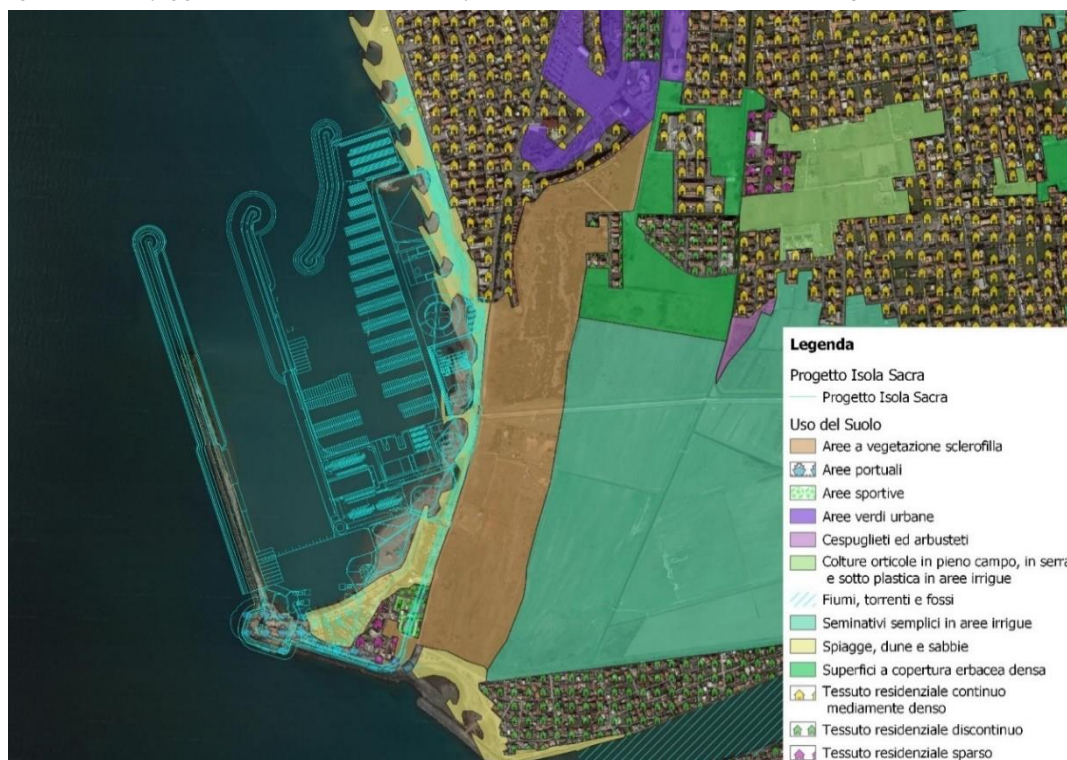 Legenda
Progetto Isola Sacra
Progetto Isola Sacra
Uso del Suolo
Aree a vegetazione sclerofilla
Aree portuali
Aree sportive
Aree verdi urbane
Cespuglieti ed arbusteti
Colture orticole in pieno campo, in serra
e sotto plastica in aree irrigue
Fiumi, torrenti e fossi
Seminativi semplici in aree irrigue
Spiagge, dune e sabbie
Superfici a copertura erbacea densa
Tessuto residenziale continuo
mediamente denso
Tessuto residenziale discontinuo
Tessuto residenziale sparso